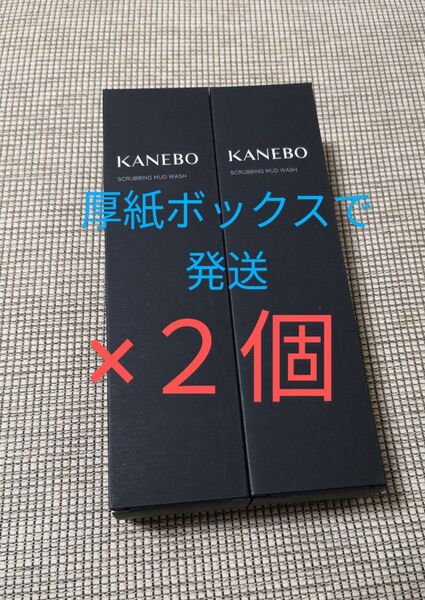 KANEBO
SCRUBBING MUD WASH
KANEBO
SCRUBBING MUD WASH
厚紙ボックスで
発送
×２個